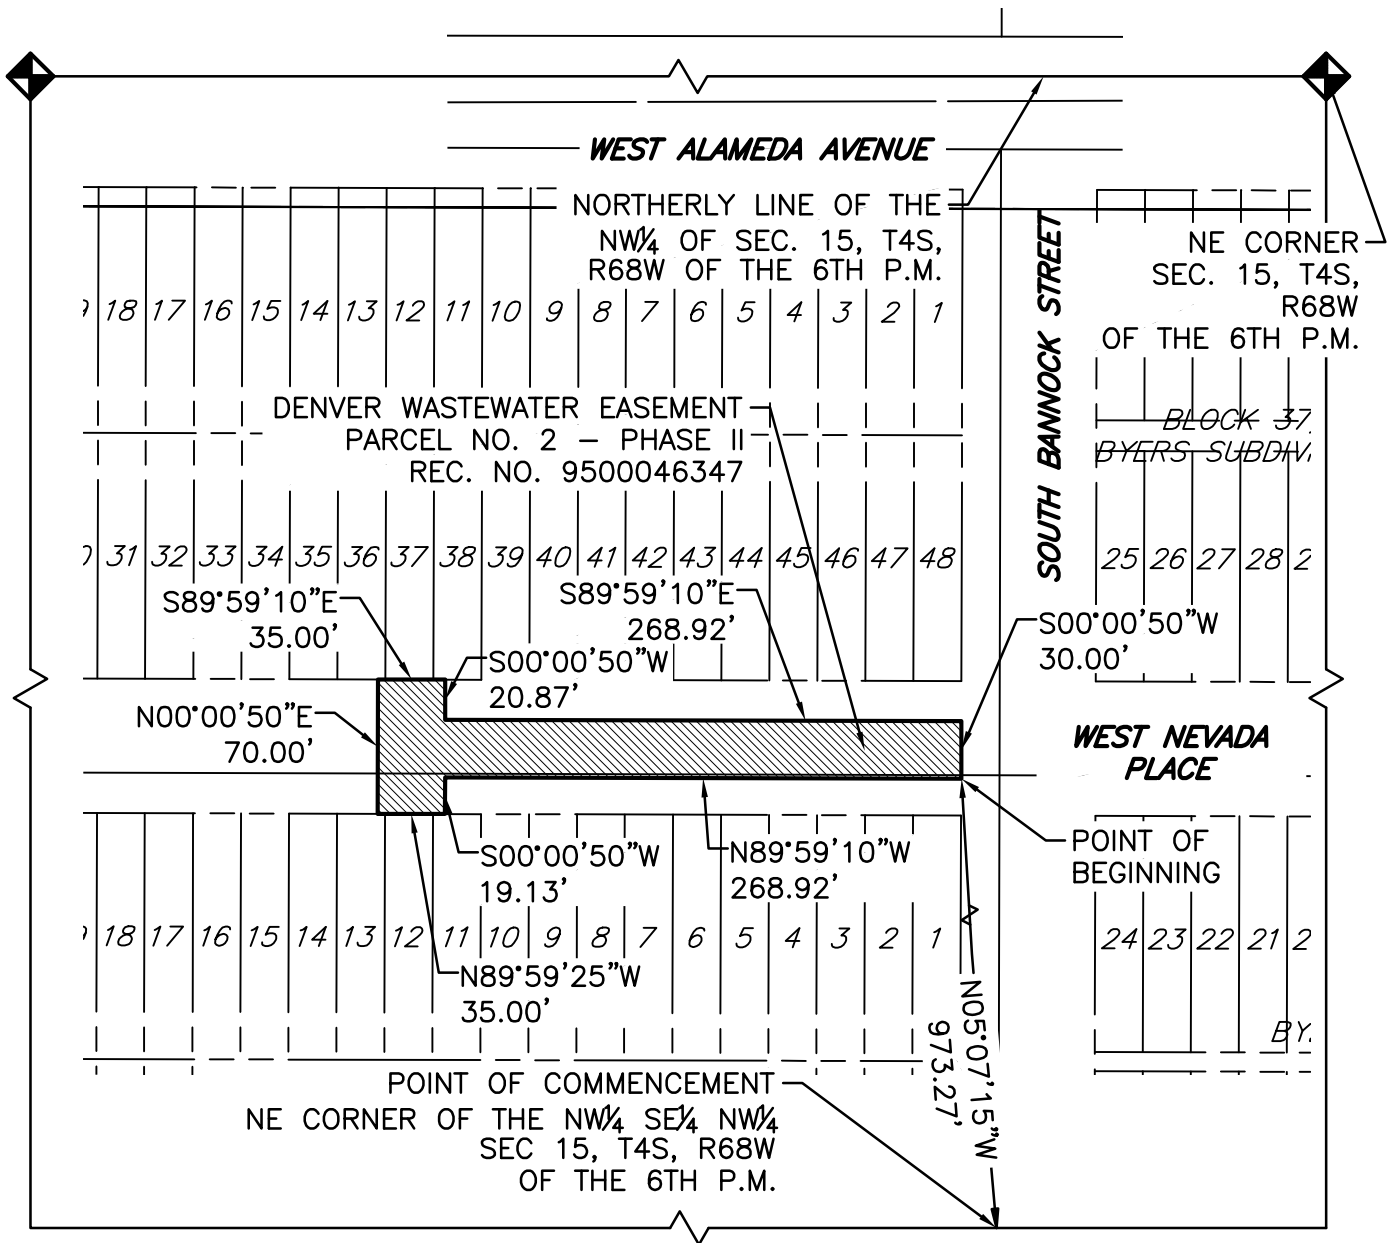 WEST ALAMEDA AVENUE
NORTHERLY LINE OF THE
NW¼ OF SEC. 15, T4S,
R68W OF THE 6TH P.M.
SOUTH BANNOCK STREET
NE CORNER
SEC. 15, T4S,
R68W
OF THE 6TH P.M.
18 17 16 15 14 13 12 11 10 9 8 7 6 5 4 3 2 1
DENVER WASTEWATER EASEMENT
PARCEL NO. 2 – PHASE II
REC. NO. 9500046347
BLOCK 37
BYERS SUBDIVI
31 32 33 34 35 36 37 38 39 40 41 42 43 44 45 46 47 48
25 26 27 28 2
S89°59'10"E
35.00'
S89°59'10"E
268.92'
S00°00'50"W
30.00'
S00°00'50"W
20.87'
N00°00'50"E
70.00'
WEST NEVADA
PLACE
S00°00'50"W
19.13'
N89°59'10"W
268.92'
POINT OF
BEGINNING
18 17 16 15 14 13 12 11 10 9 8 7 6 5 4 3 2 1
24 23 22 21 2
N89°59'25"W
35.00'
N05°07'15"W
973.27'
BY
POINT OF COMMENCEMENT
NE CORNER OF THE NW¼ SE¼ NW¼
SEC 15, T4S, R68W
OF THE 6TH P.M.